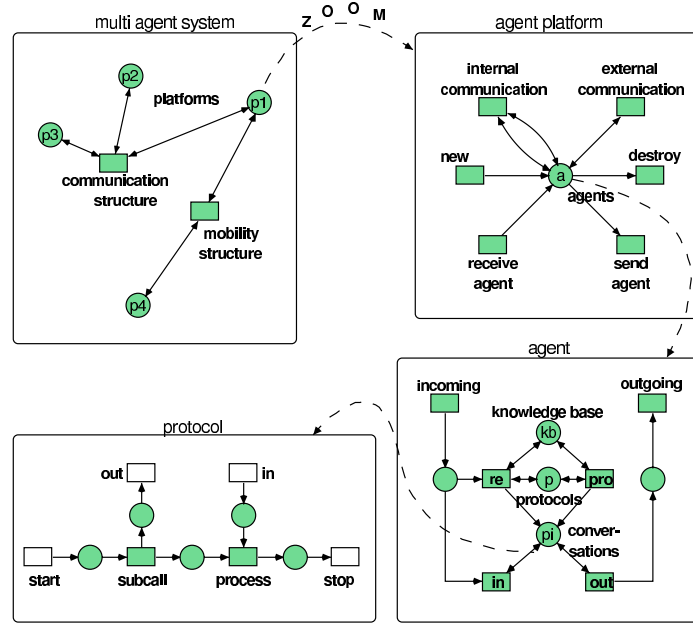 multi agent system
Z O O M
agent platform
p2
platforms
p1
p3
communication
structure
mobility
structure
p4
internal
communication
external
communication
new
destroy
a
agents
receive
agent
send
agent
agent
incoming
outgoing
knowledge base
kb
re
p
pro
protocols
pi
conver-
sations
in
out
protocol
out
in
start
subcall
process
stop